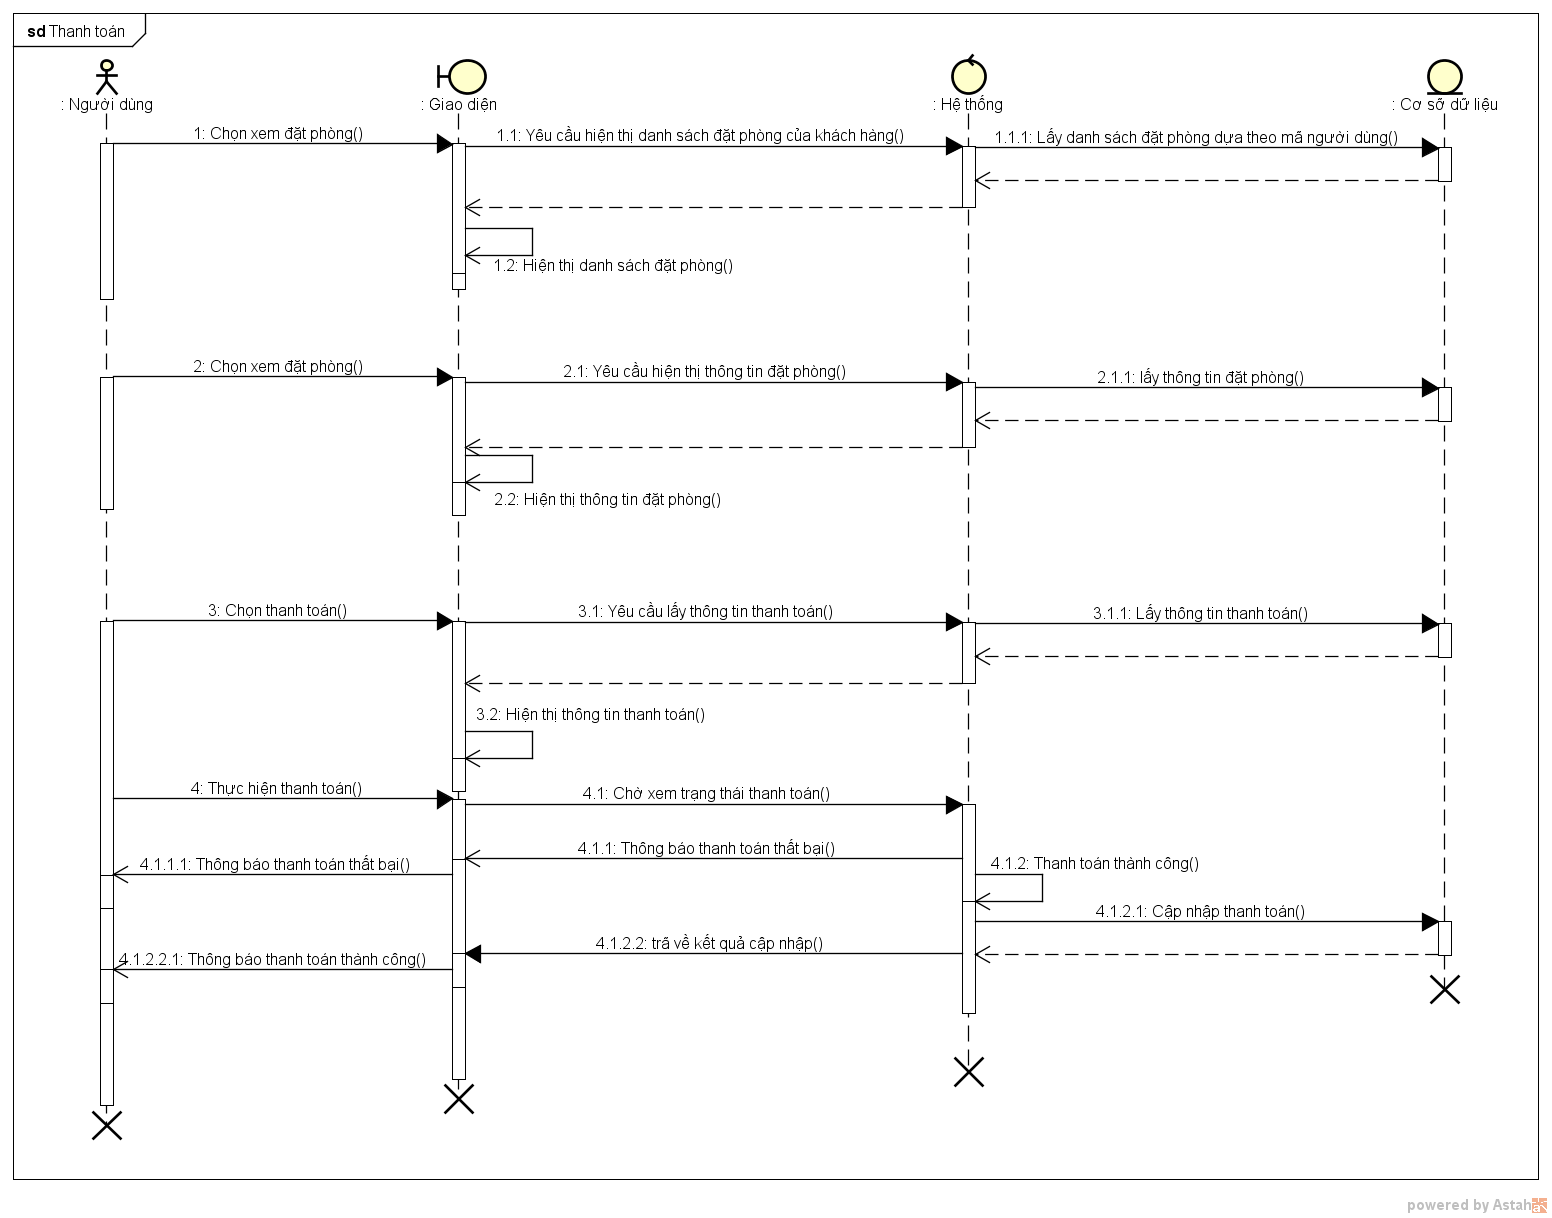 sd Thanh toán
: Người dùng
: Giao diện
: Hệ thống
: Cơ sỡ dữ liệu
1: Chọn xem đặt phòng()
1.1: Yêu cầu hiện thị danh sách đặt phòng của khách hàng()
1.1.1: Lấy danh sách đặt phòng dựa theo mã người dùng()
1.2: Hiện thị danh sách đặt phòng()
2: Chọn xem đặt phòng()
2.1: Yêu cầu hiện thị thông tin đặt phòng()
2.1.1: lấy thông tin đặt phòng()
2.2: Hiện thị thông tin đặt phòng()
3: Chọn thanh toán()
3.1: Yêu cầu lấy thông tin thanh toán()
3.1.1: Lấy thông tin thanh toán()
3.2: Hiện thị thông tin thanh toán()
4: Thực hiện thanh toán()
4.1: Chờ xem trạng thái thanh toán()
4.1.1: Thông báo thanh toán thất bại()
4.1.1.1: Thông báo thanh toán thất bại()
4.1.2: Thanh toán thành công()
4.1.2.1: Cập nhập thanh toán()
4.1.2.2: trã về kết quả cập nhập()
4.1.2.2.1: Thông báo thanh toán thành công()
powered by Astah